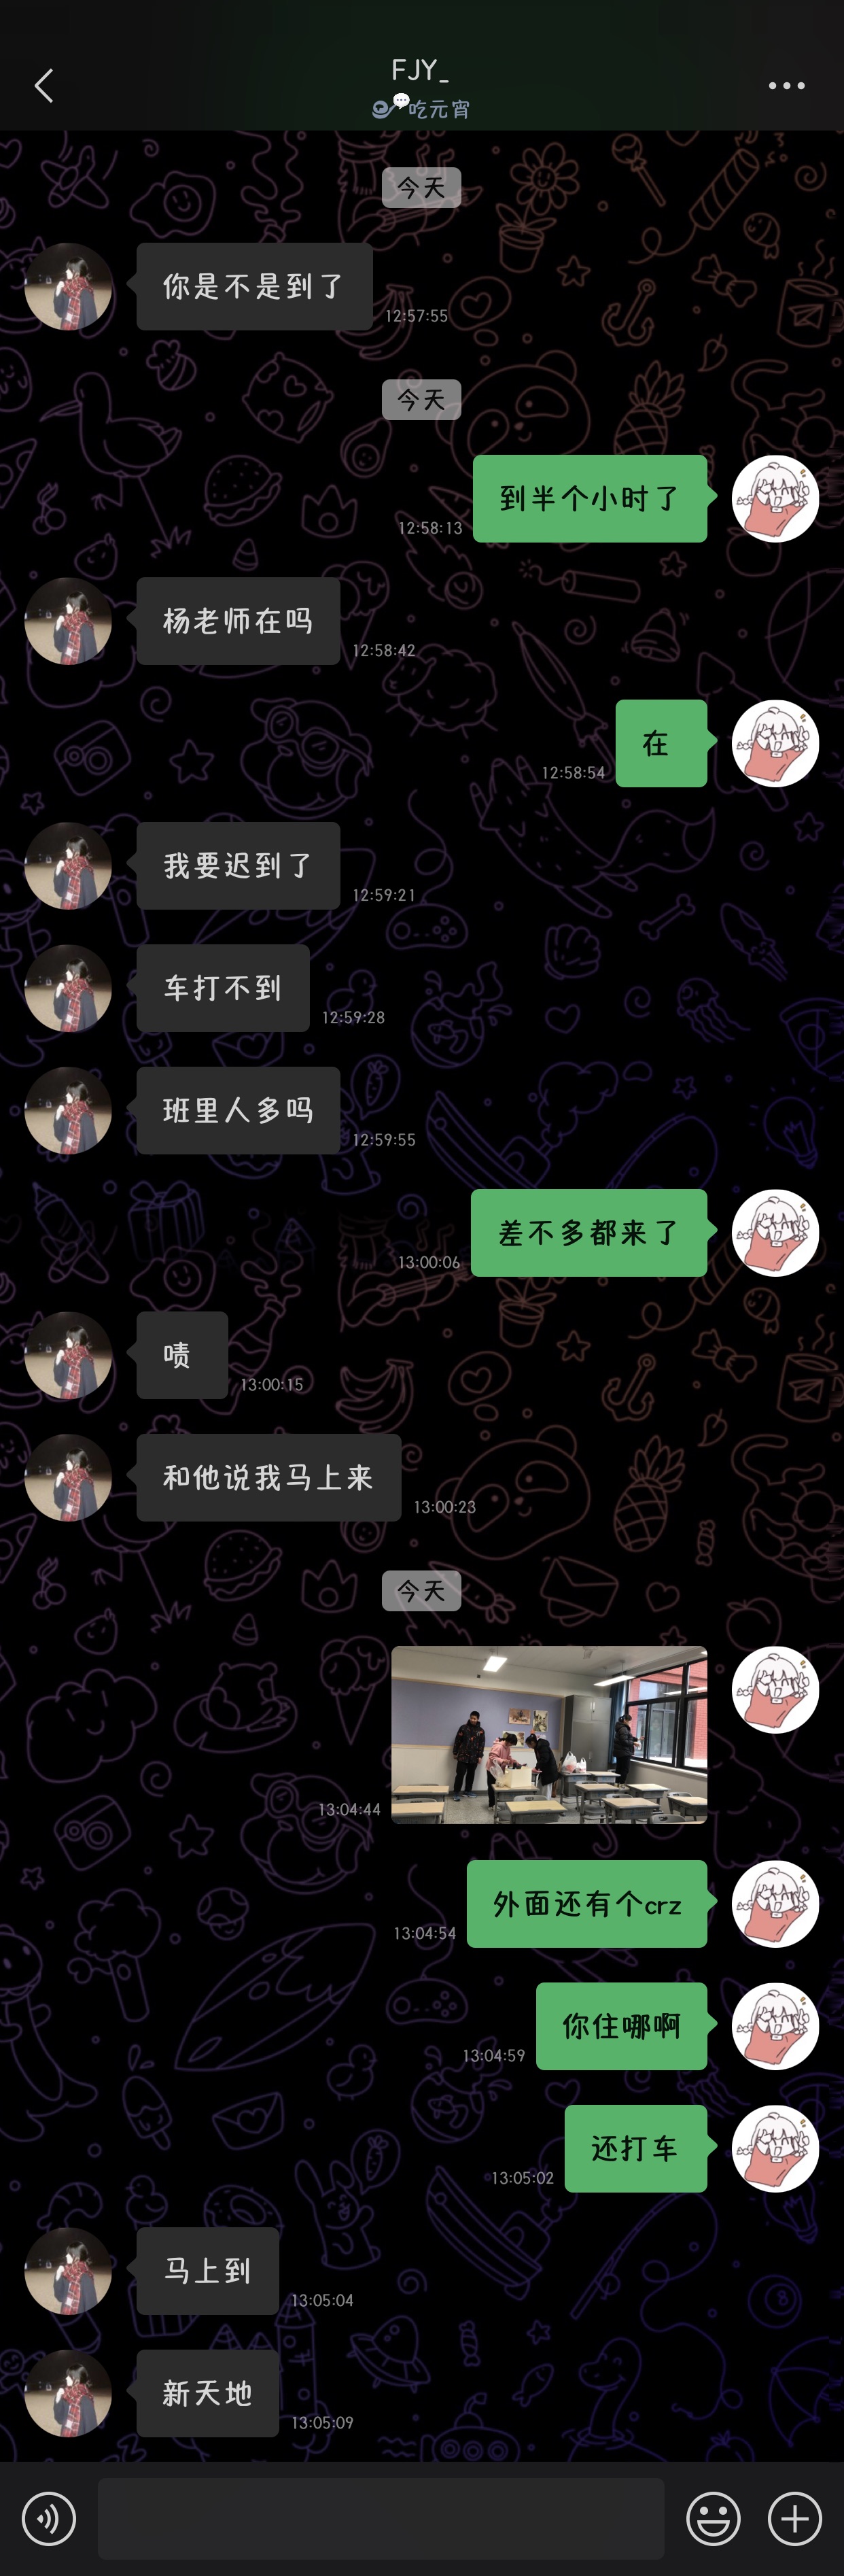 FJY_
吃元宵
今天
你是不是到了
12:57:55
今天
到半个小时了
12:58:13
杨老师在吗
12:58:42
在
12:58:54
我要迟到了
12:59:21
车打不到
12:59:28
班里人多吗
12:59:55
差不多都来了
13:00:06
啧
13:00:15
和他说我马上来
13:00:23
今天
13:04:44
外面还有个crz
13:04:54
你住哪啊
13:04:59
还打车
13:05:02
马上到
13:05:04
新天地
13:05:09